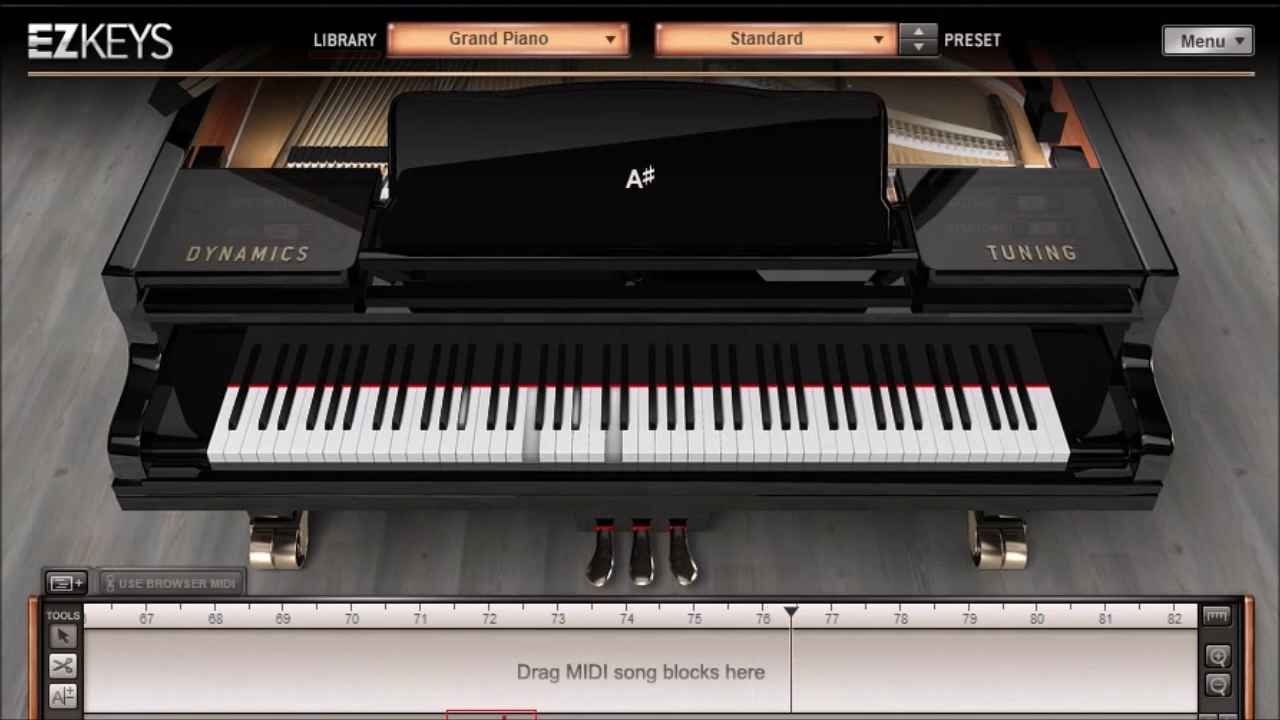 EZKEYS
LIBRARY
Grand Piano
Standard
PRESET
Menu
A♯
DYNAMICS
TUNING
USE BROWSER MIDI
TOOLS
67 68 69 70 71 72 73 74 75 76 77 78 79 80 81 82
Drag MIDI song blocks here